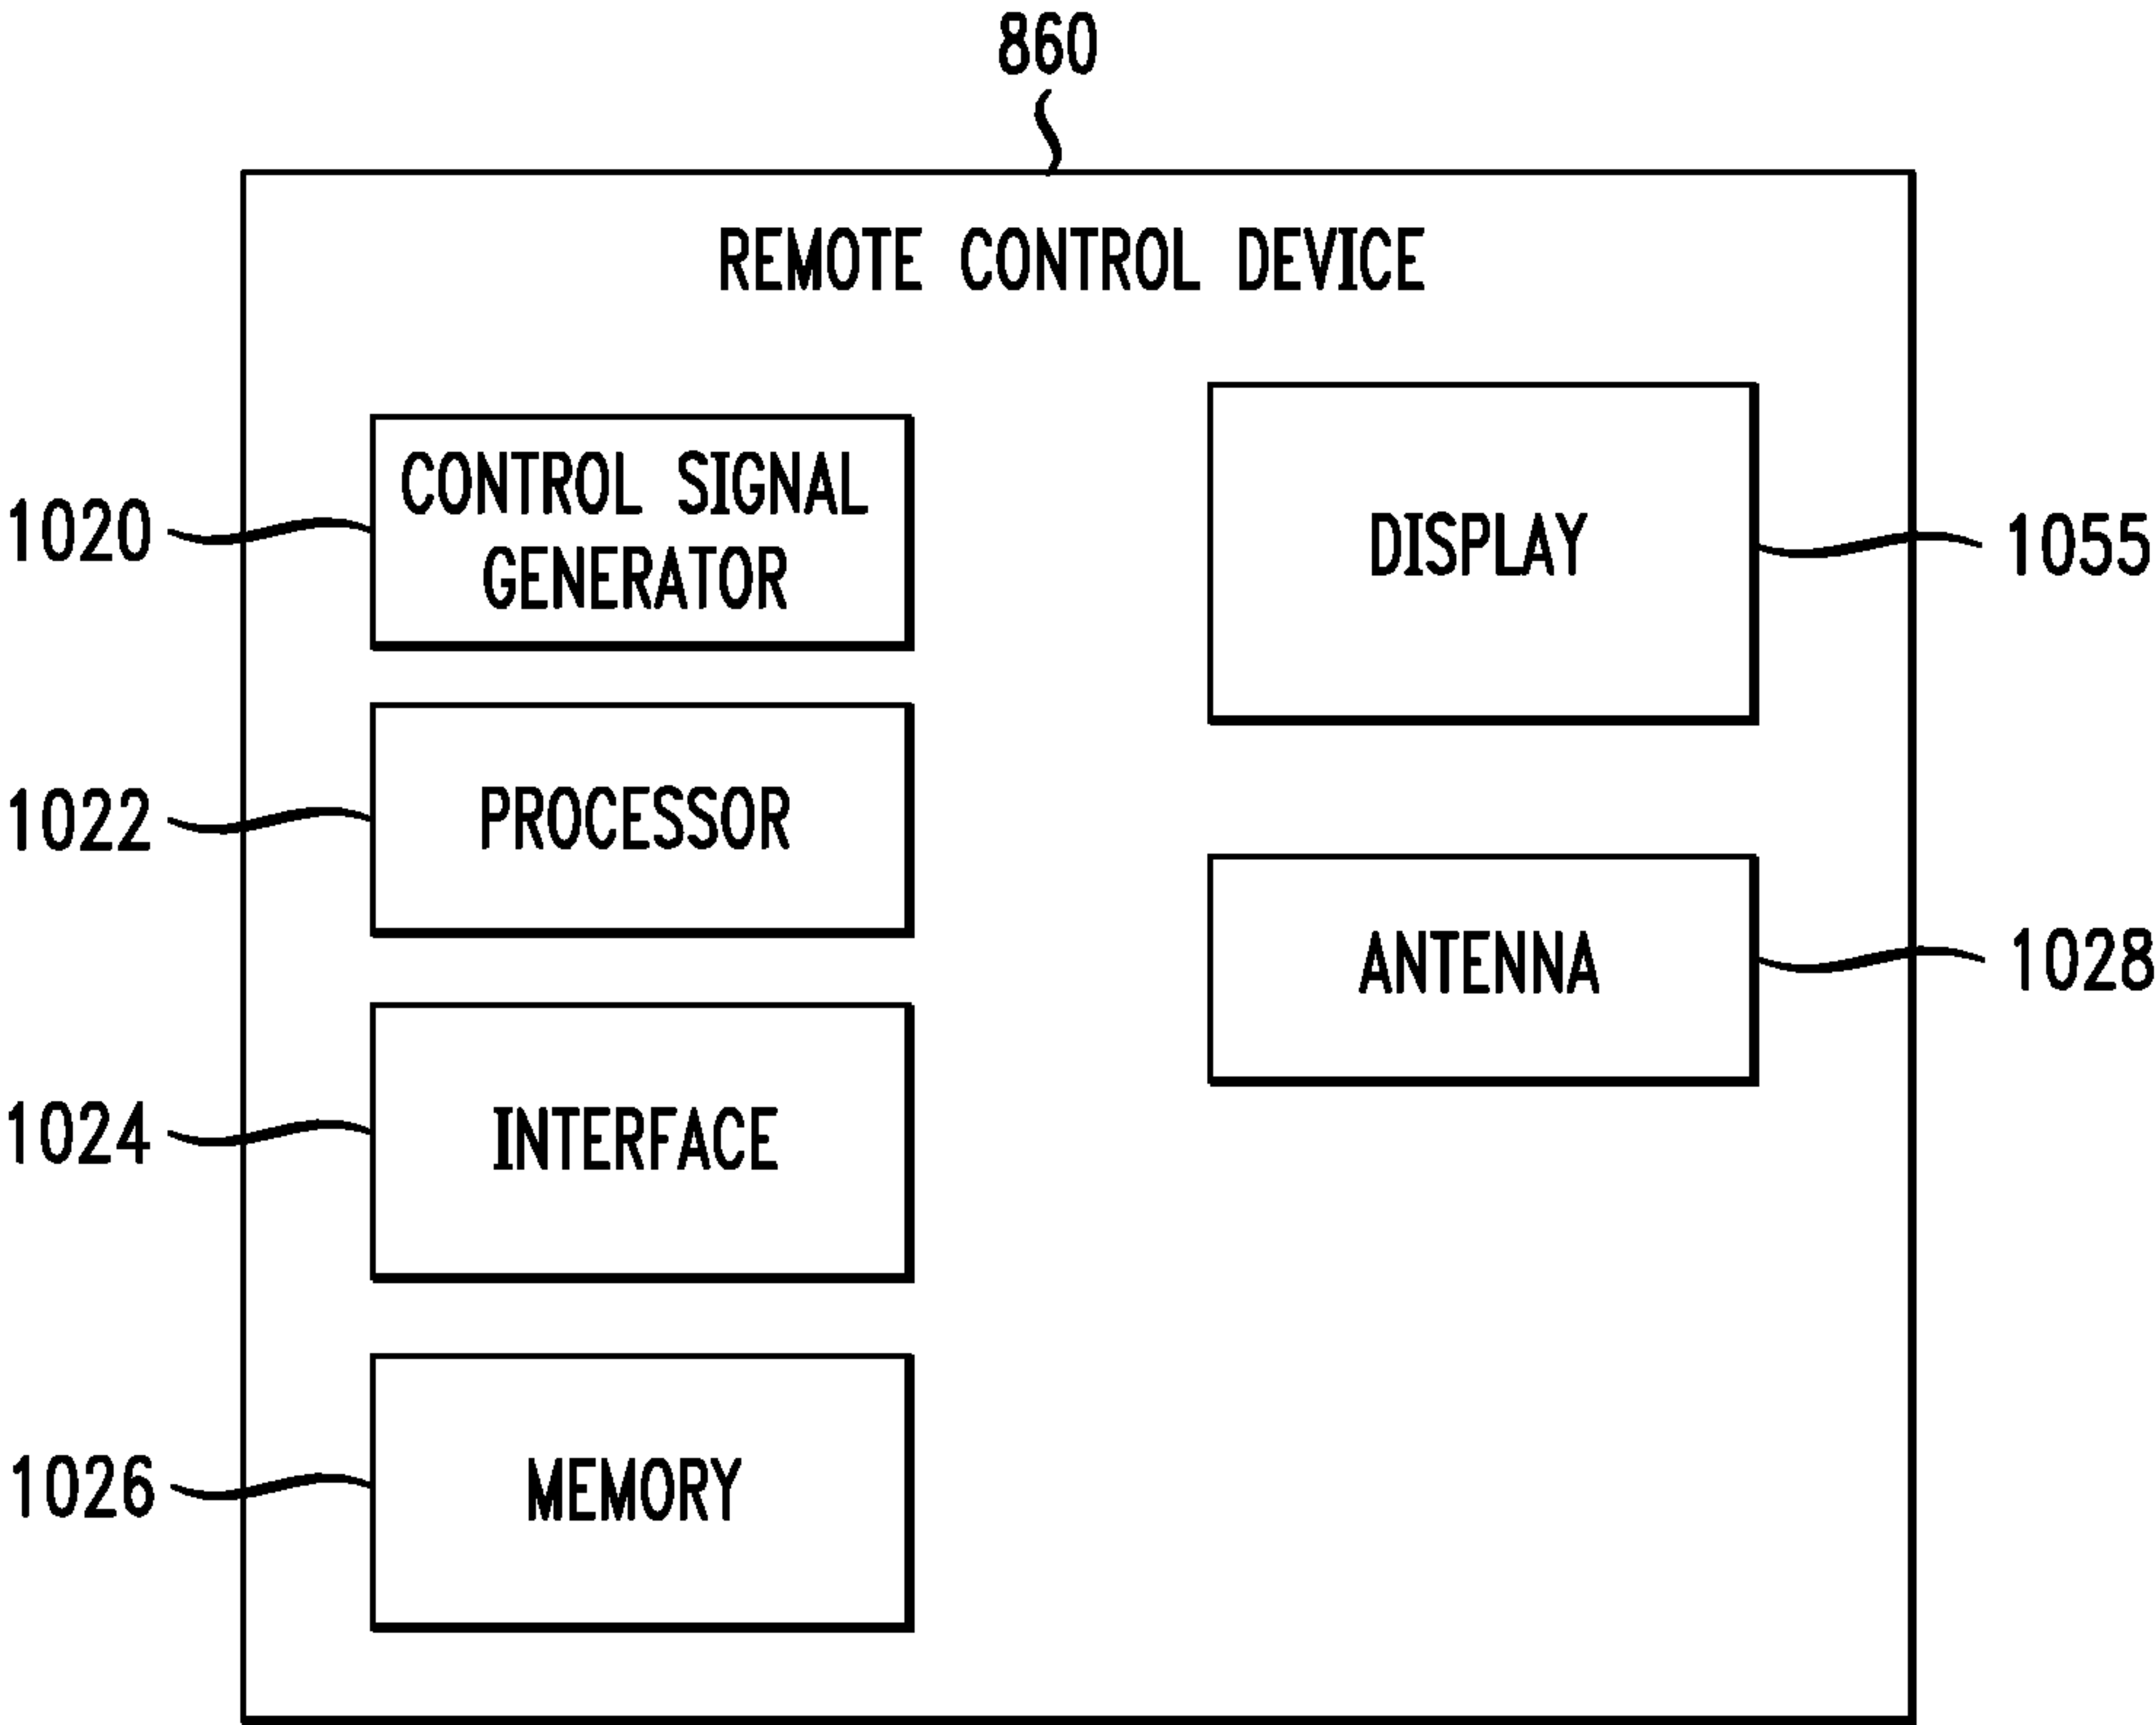 860
REMOTE CONTROL DEVICE
1020
CONTROL SIGNAL
GENERATOR
DISPLAY
1055
1022
PROCESSOR
ANTENNA
1028
1024
INTERFACE
1026
MEMORY